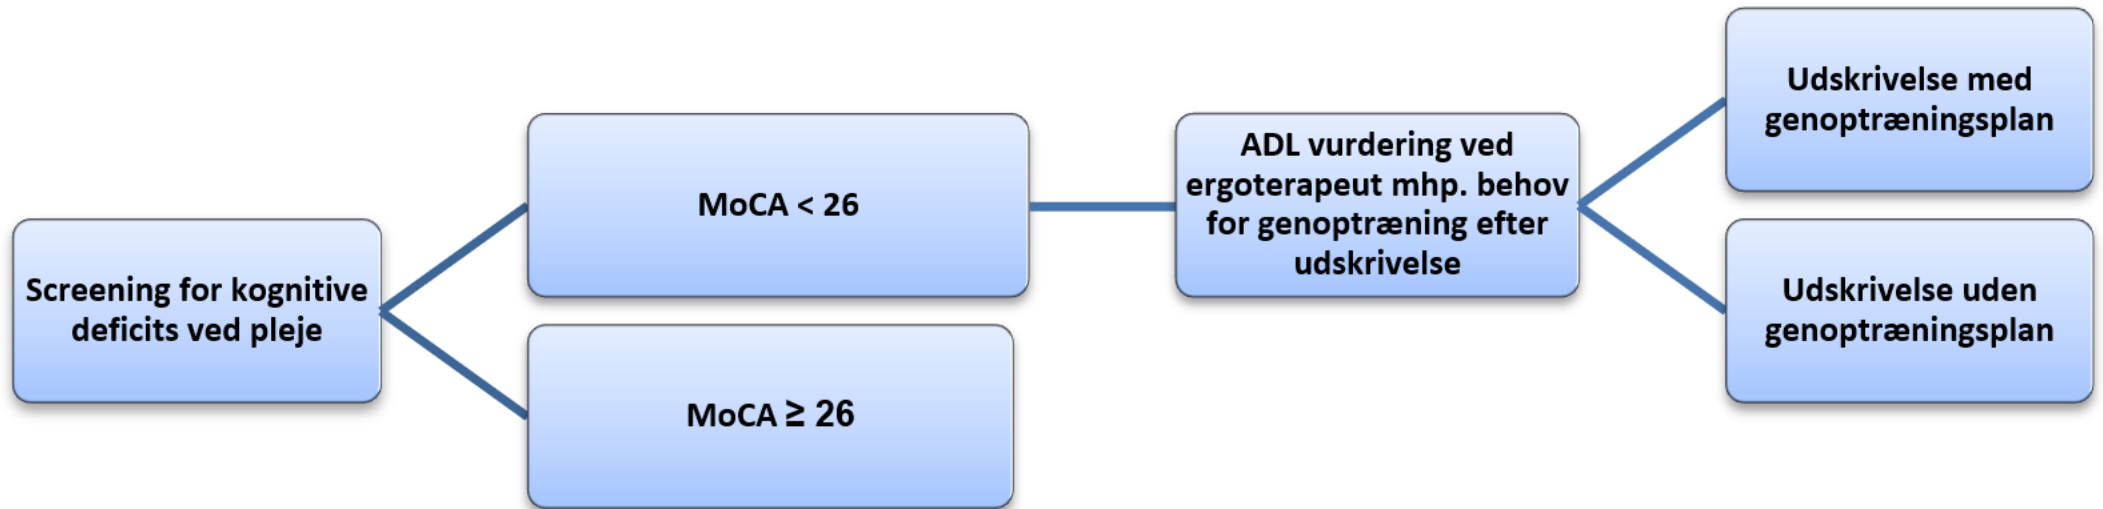 Screening for kognitive
deficits ved pleje
MoCA < 26
MoCA ≥ 26
ADL vurdering ved
ergoterapeut mhp. behov
for genoptræning efter
udskrivelse
Udskrivelse med
genoptræningsplan
Udskrivelse uden
genoptræningsplan